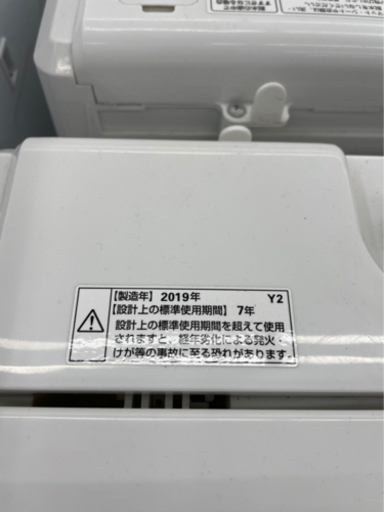 【製造年】2019年 Y2
【設計上の標準使用期間】7年
設計上の標準使用期間を超えて使用
されますと、経年劣化による発火・
けが等の事故に至る恐れがあります。